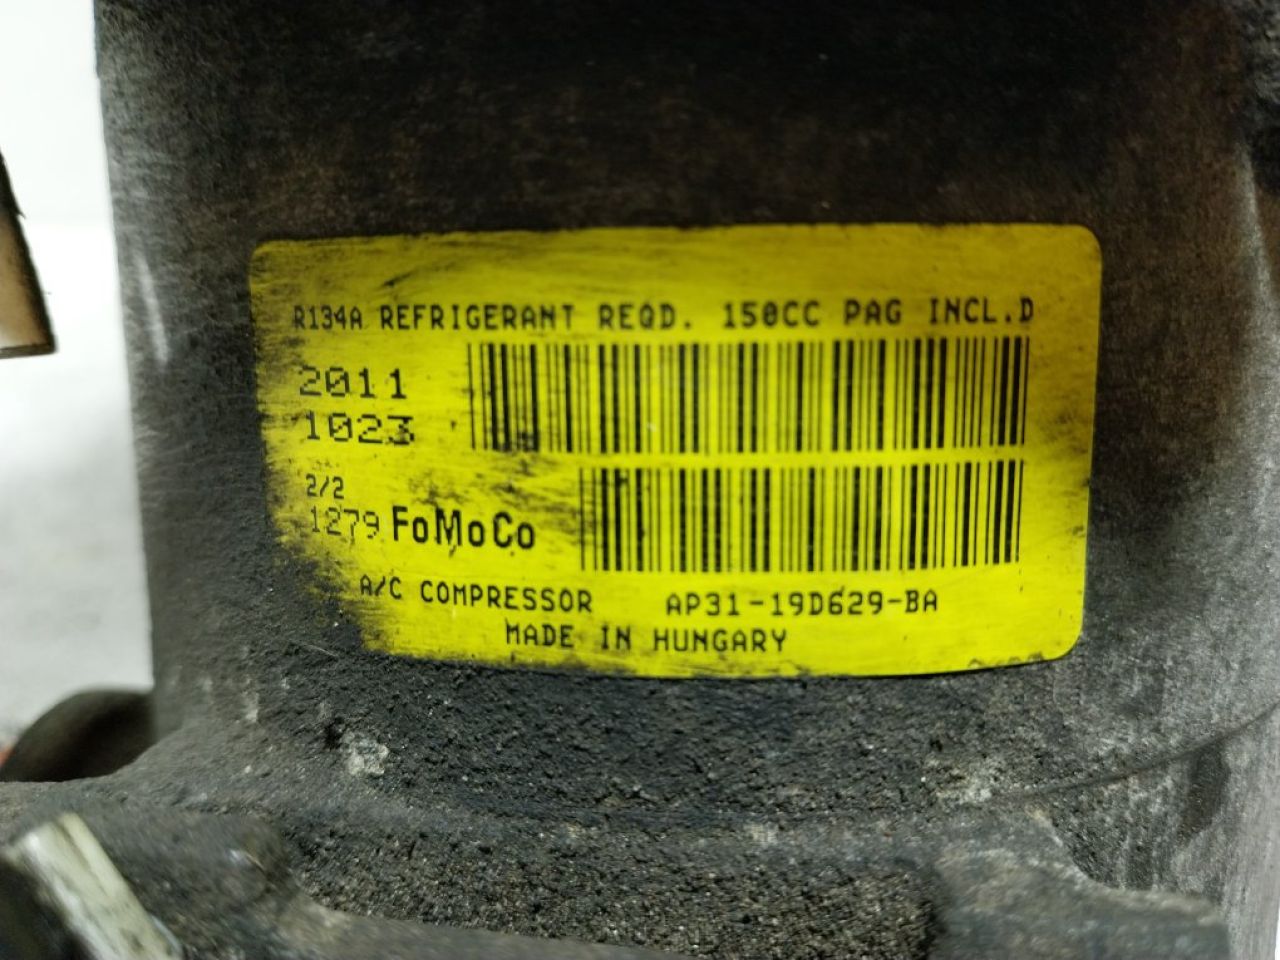 R134A REFRIGERANT REQD. 150CC PAG INCL.D
2011
1023
2/2
1279 FoMoCo
A/C COMPRESSOR AP31-19D629-BA
MADE IN HUNGARY